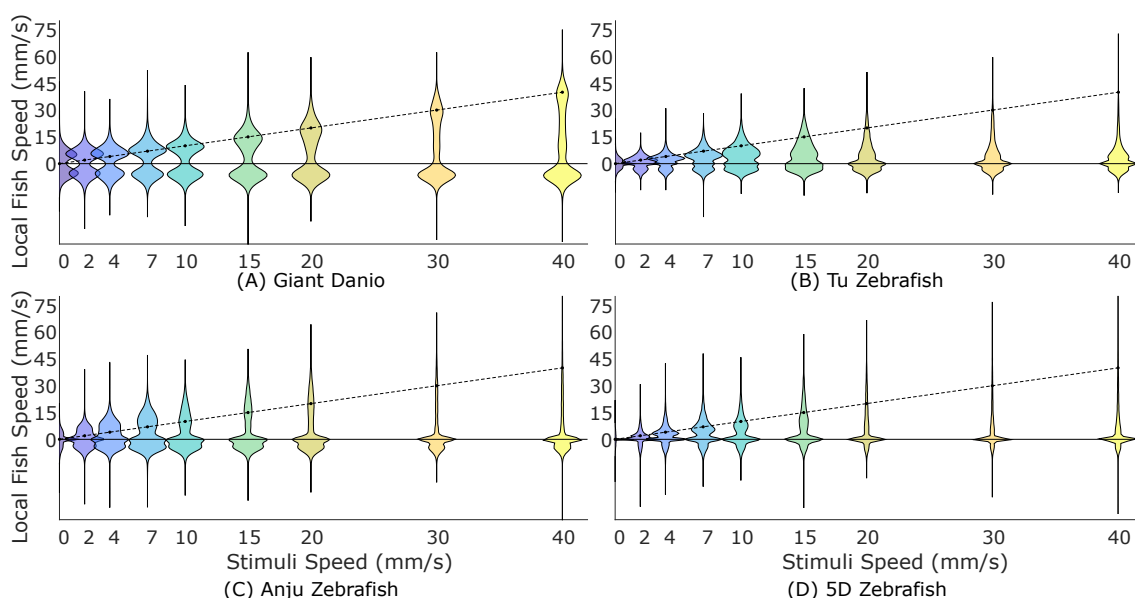 75
60
45
30
15
0
Local Fish Speed (mm/s)
0 2 4 7 10 15 20 30 40
(A) Giant Danio
75
60
45
30
15
0
0 2 4 7 10 15 20 30 40
(B) Tu Zebrafish
75
60
45
30
15
0
Local Fish Speed (mm/s)
0 2 4 7 10 15 20 30 40
Stimuli Speed (mm/s)
(C) Anju Zebrafish
75
60
45
30
15
0
0 2 4 7 10 15 20 30 40
Stimuli Speed (mm/s)
(D) 5D Zebrafish